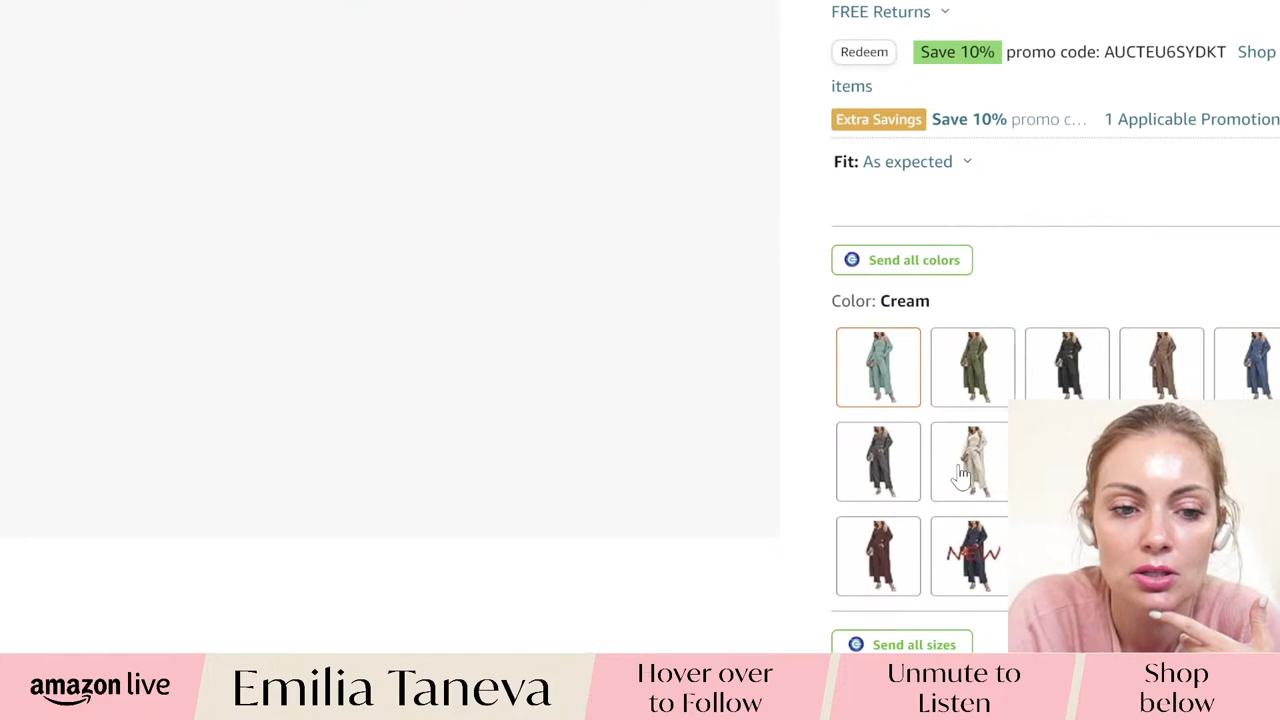 FREE Returns
Redeem Save 10% promo code: AUCTEU6SYDKT Shop
items
Extra Savings Save 10% promo c... 1 Applicable Promotion
Fit: As expected
Send all colors
Color: Cream
NEW
Send all sizes
amazon live
Emilia Taneva
Hover over
to Follow
Unmute to
Listen
Shop
below